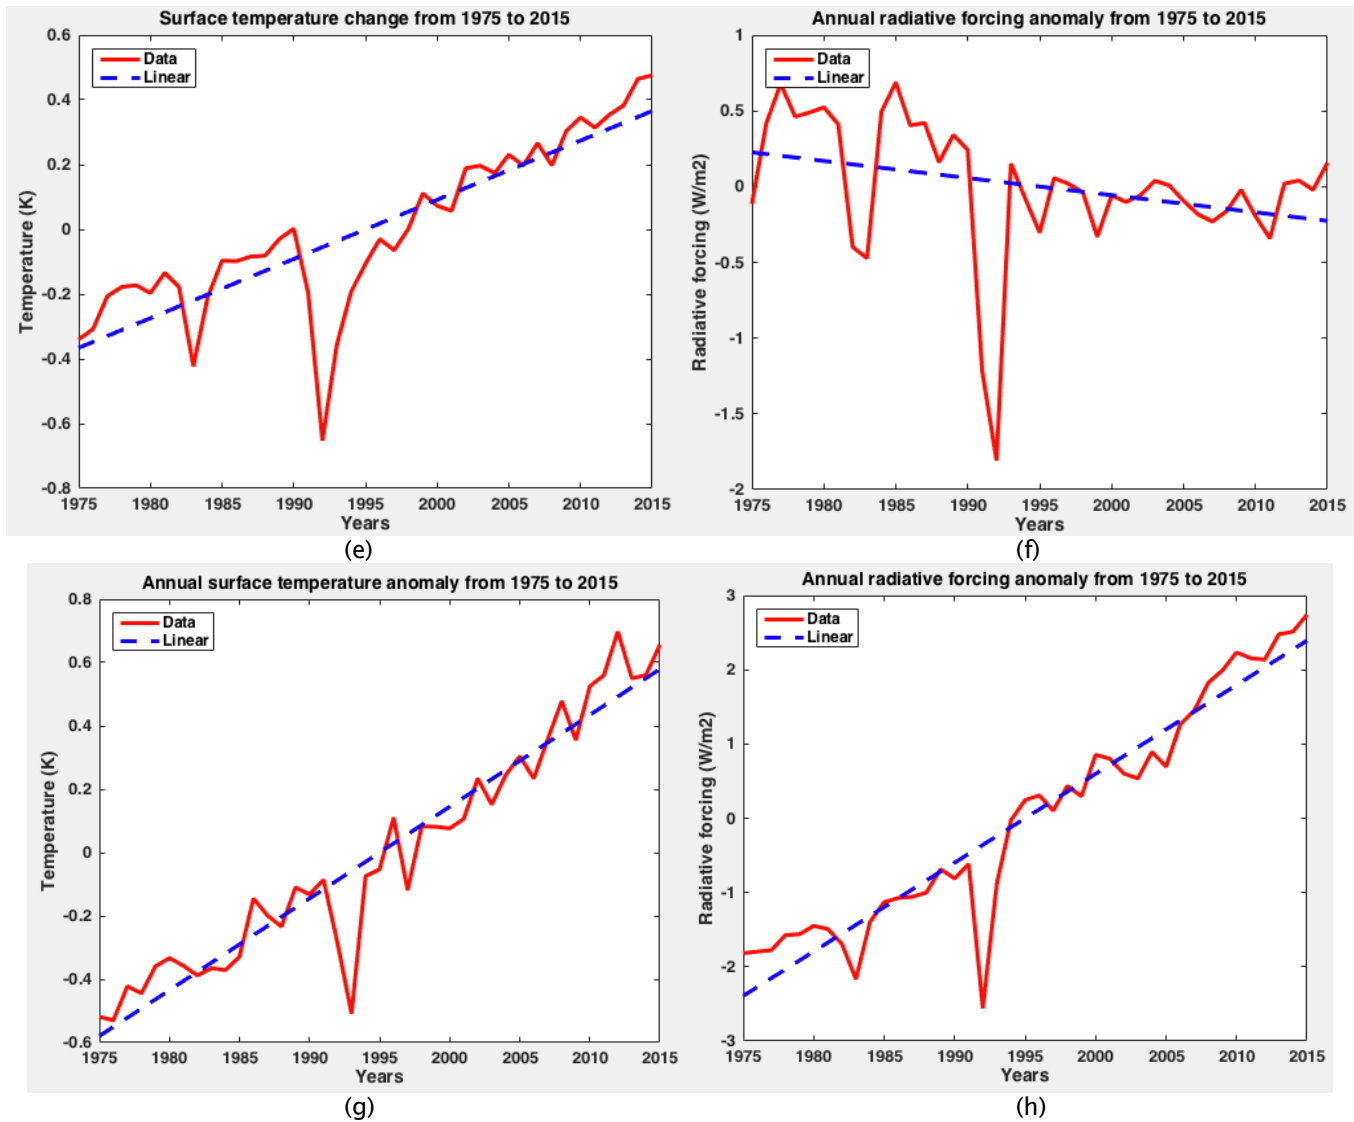 Surface temperature change from 1975 to 2015
0.6
0.4
0.2
0
-0.2
-0.4
-0.6
-0.8
Temperature (K)
Data
Linear
1975 1980 1985 1990 1995 2000 2005 2010 2015
Years
(e)
Annual radiative forcing anomaly from 1975 to 2015
1
0.5
0
-0.5
-1
-1.5
-2
Radiative forcing (W/m2)
Data
Linear
1975 1980 1985 1990 1995 2000 2005 2010 2015
Years
(f)
Annual surface temperature anomaly from 1975 to 2015
0.8
0.6
0.4
0.2
0
-0.2
-0.4
-0.6
Temperature (K)
Data
Linear
1975 1980 1985 1990 1995 2000 2005 2010 2015
Years
(g)
Annual radiative forcing anomaly from 1975 to 2015
3
2
1
0
-1
-2
-3
Radiative forcing (W/m2)
Data
Linear
1975 1980 1985 1990 1995 2000 2005 2010 2015
Years
(h)